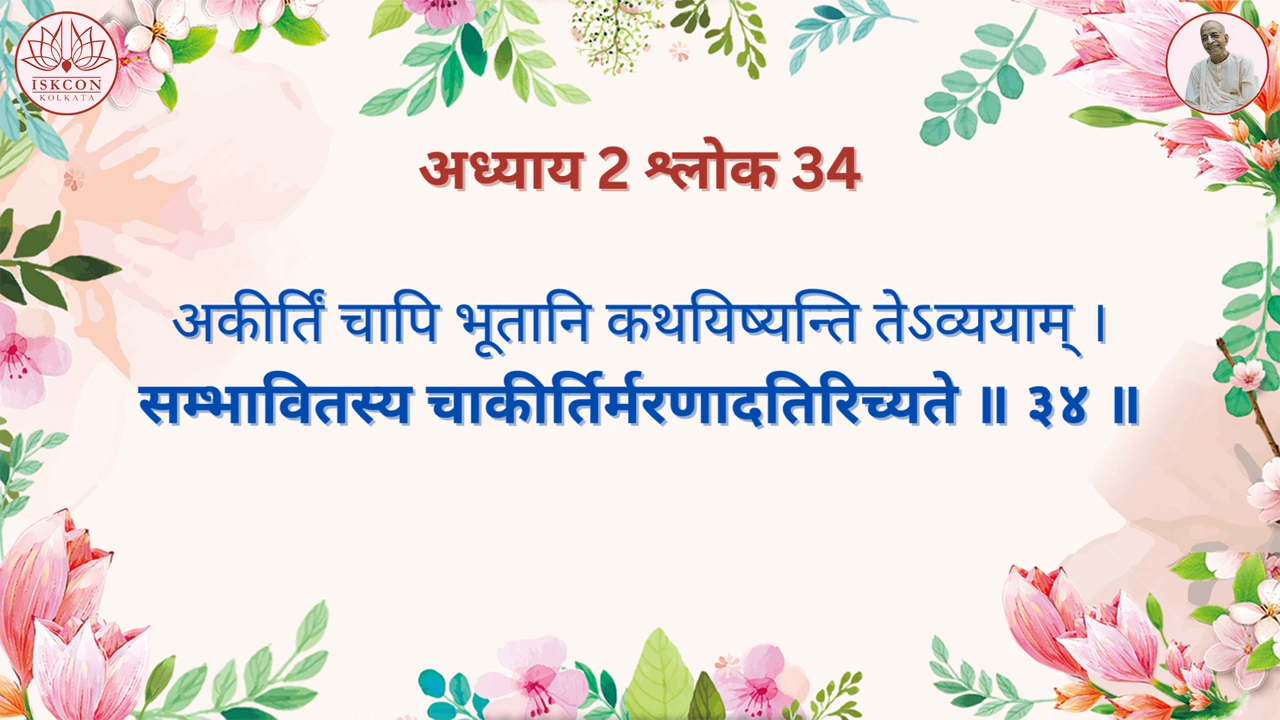 ISKCON
KOLKATA
अध्याय 2 श्लोक 34
अकीर्तिं चापि भूतानि कथयिष्यन्ति तेऽव्ययाम् ।
सम्भावितस्य चाकीर्तिर्मरणादतिरिच्यते ॥ ३४ ॥